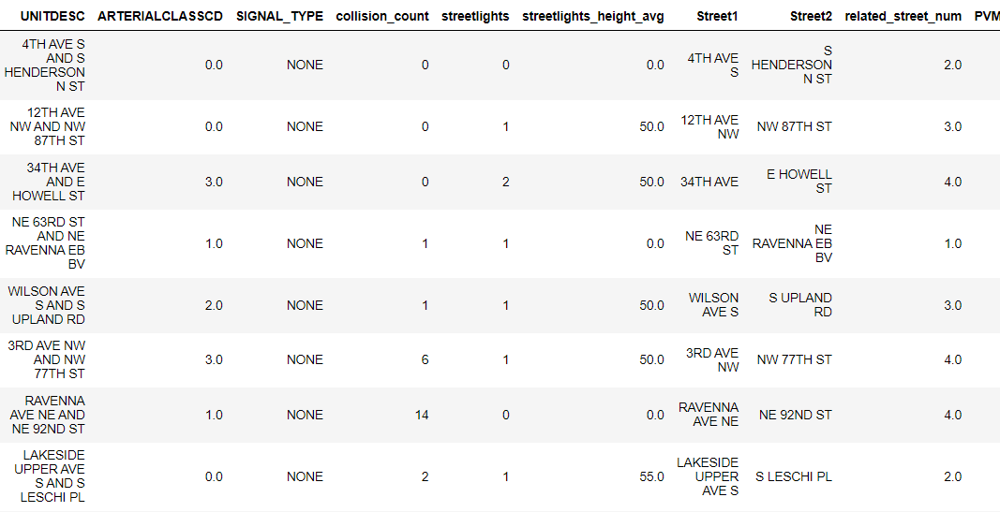 UNITDESC ARTERIALCLASSCD SIGNAL_TYPE collision_count streetlights streetlights_height_avg Street1 Street2 related_street_num PVM
4TH AVE S
AND S
HENDERSON
N ST
0.0 NONE 0 0 0.0
4TH AVE
S
S
HENDERSON
N ST
2.0
12TH AVE
NW AND NW
87TH ST
0.0 NONE 0 1 50.0
12TH AVE
NW
NW 87TH ST
3.0
34TH AVE
AND E
HOWELL ST
3.0 NONE 0 2 50.0
34TH AVE
E HOWELL
ST
4.0
NE 63RD ST
AND NE
RAVENNA EB
BV
1.0 NONE 1 1 0.0
NE 63RD
ST
NE
RAVENNA EB
BV
1.0
WILSON AVE
S AND S
UPLAND RD
2.0 NONE 1 1 50.0
WILSON
AVE S
S UPLAND
RD
3.0
3RD AVE NW
AND NW
77TH ST
3.0 NONE 6 1 50.0
3RD AVE
NW
NW 77TH ST
4.0
RAVENNA
AVE NE AND
NE 92ND ST
1.0 NONE 14 0 0.0
RAVENNA
AVE NE
NE 92ND ST
4.0
LAKESIDE
UPPER AVE
S AND S
LESCHI PL
0.0 NONE 2 1 55.0
LAKESIDE
UPPER
AVE S
S LESCHI PL
2.0